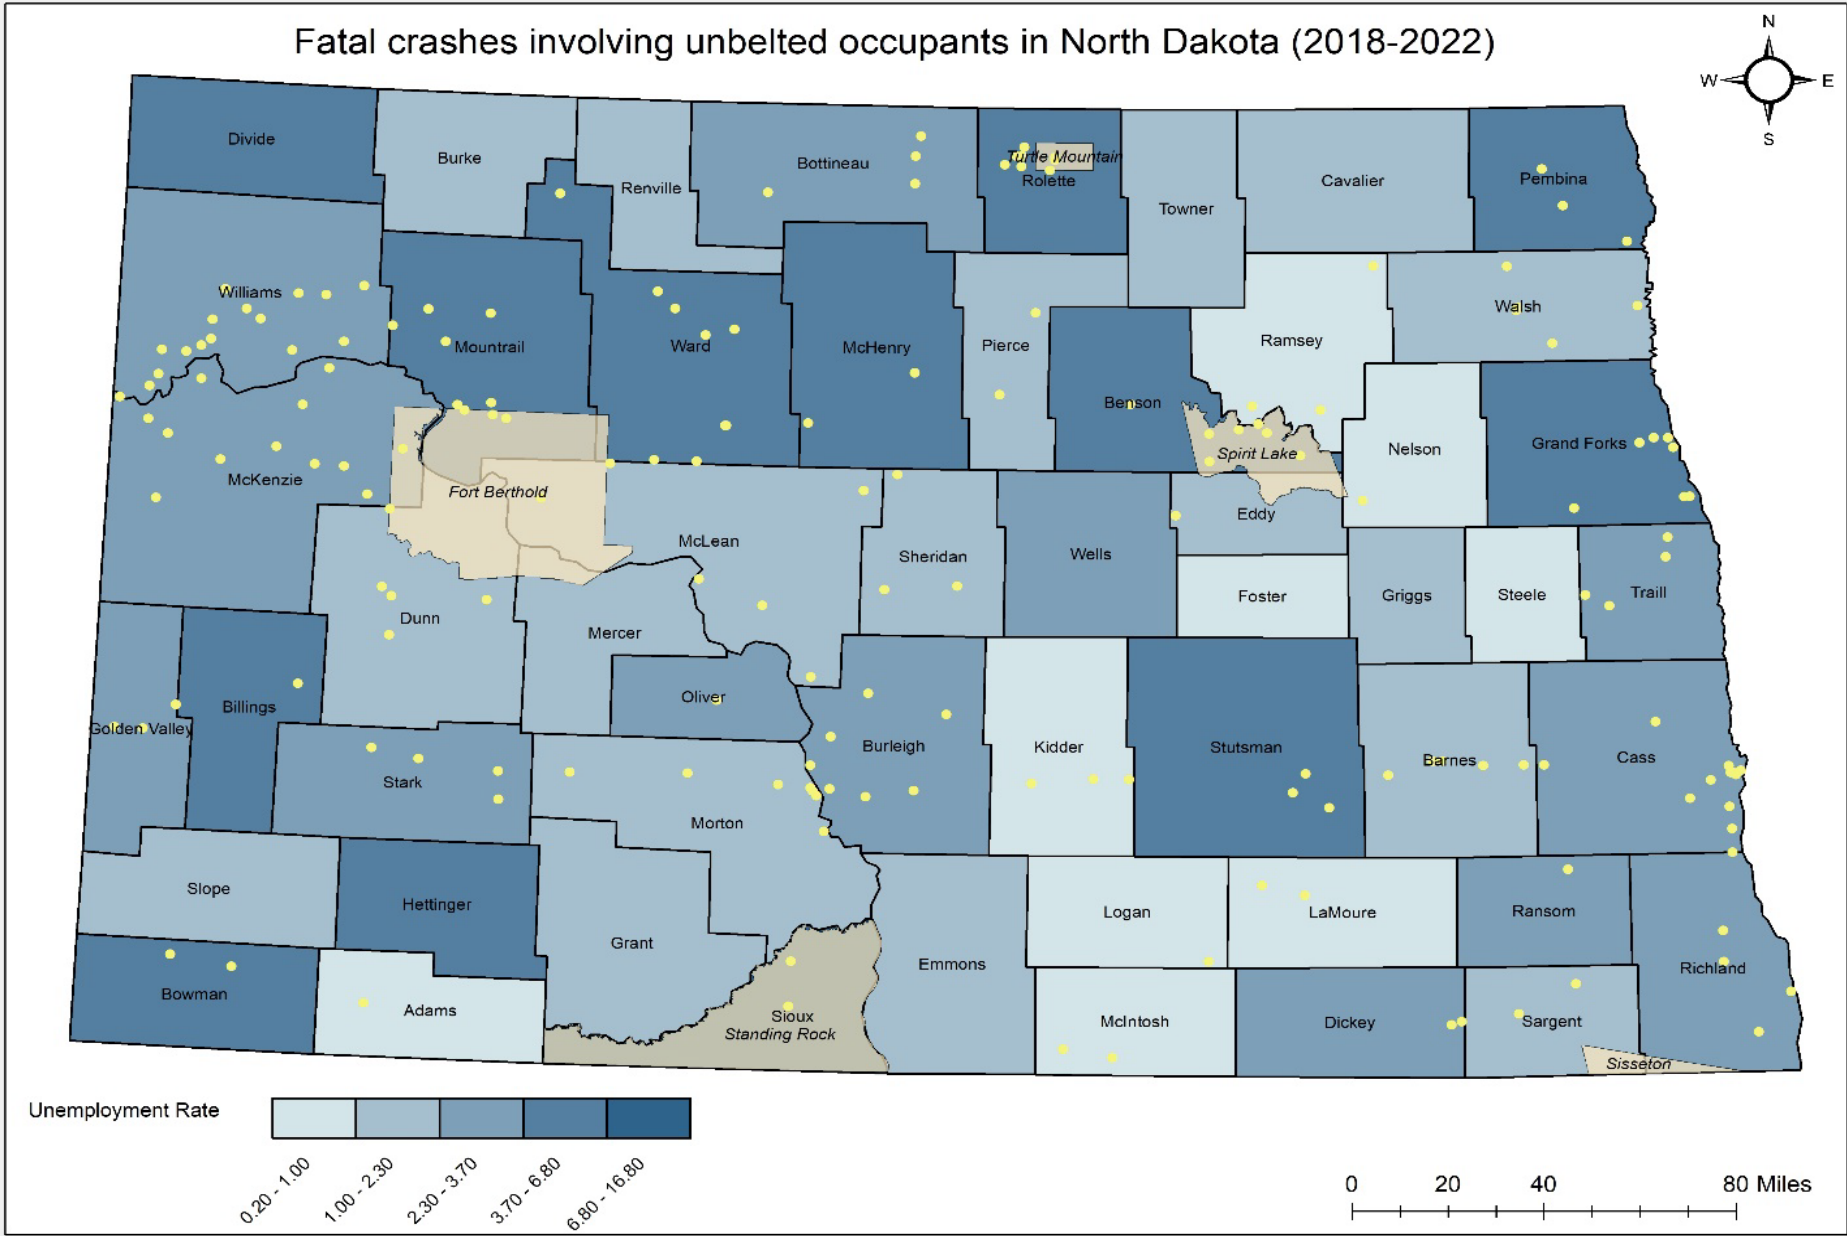 Fatal crashes involving unbelted occupants in North Dakota (2018-2022)
N
W E
S
Divide
Burke
Renville
Bottineau
Turtle Mountain
Rolette
Towner
Cavalier
Pembina
Williams
Mountrail
Ward
McHenry
Pierce
Benson
Ramsey
Walsh
McKenzie
Fort Berthold
Spirit Lake
Nelson
Grand Forks
McLean
Sheridan
Wells
Eddy
Foster
Griggs
Steele
Traill
Dunn
Mercer
Oliver
Golden Valley
Billings
Stark
Morton
Burleigh
Kidder
Stutsman
Barnes
Cass
Slope
Hettinger
Grant
Emmons
Logan
LaMoure
Ransom
Richland
Bowman
Adams
Sioux
Standing Rock
McIntosh
Dickey
Sargent
Sisseton
Unemployment Rate
0.20 - 1.00
1.00 - 2.30
2.30 - 3.70
3.70 - 6.80
6.80 - 16.80
0 20 40 80 Miles